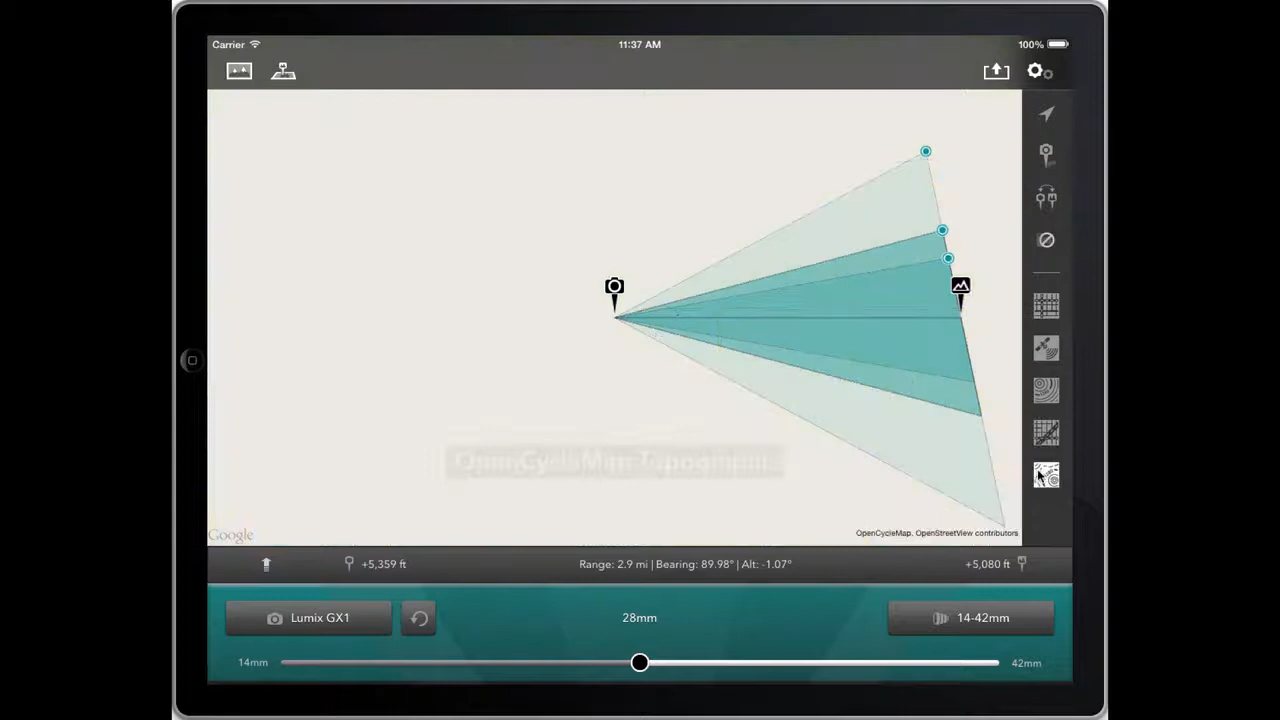 Carrier
11:37 AM
100%
Google
OpenCycleMap, OpenStreetView contributors
+5,359 ft
Range: 2.9 mi | Bearing: 89.98° | Alt: -1.07°
+5,080 ft
Lumix GX1
28mm
14-42mm
14mm
42mm